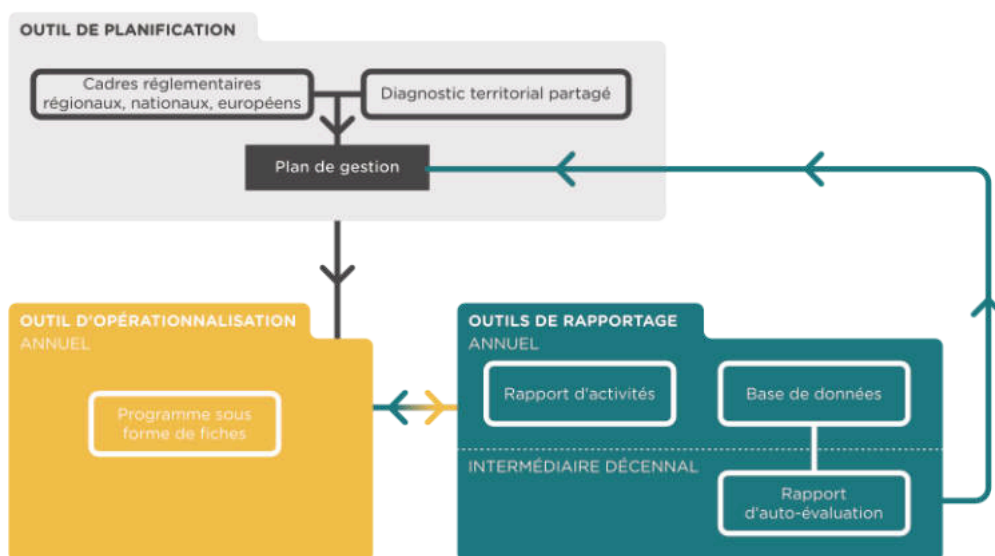 OUTIL DE PLANIFICATION
Cadres réglementaires
régionaux, nationaux, européens
Diagnostic territorial partagé
Plan de gestion
OUTIL D'OPÉRATIONNALISATION
ANNUEL
Programme sous
forme de fiches
OUTILS DE RAPPORTAGE
ANNUEL
Rapport d'activités
Base de données
INTERMÉDIAIRE DÉCENNAL
Rapport
d'auto-évaluation